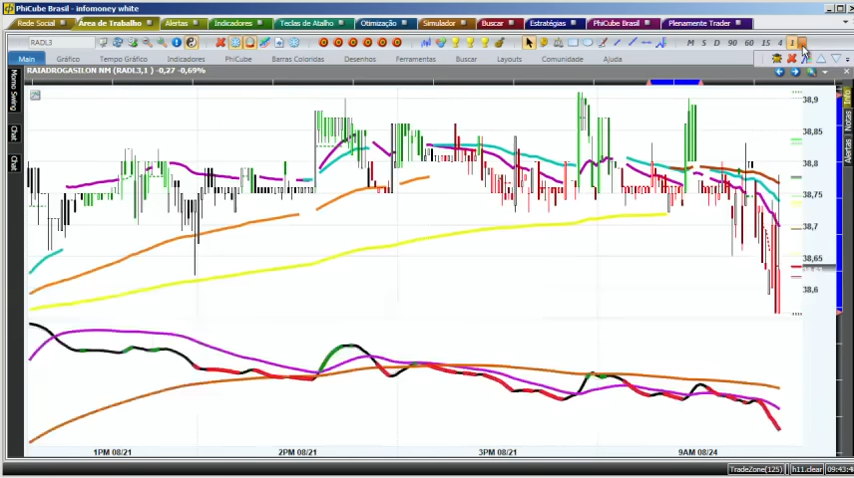 PhiCube Brasil - infomoney white
Rede Social Área de Trabalho Alertas Indicadores Teclas de Atalho Otimização Simulador Buscar Estratégias PhiCube Brasil Plenamente Trader
RADL3 M S D 90 60 15 4 1
Main Gráfico Tempo Gráfico Indicadores PhiCube Barras Coloridas Desenhos Ferramentas Buscar Layouts Comunidade Ajuda
RAIADROGASILON NM (RADL3,1 ) -0,27 -0,69%
Momo Swing
Chat
Chat
Info
Notas
Alertas
38,9
38,85
38,8
38,75
38,7
38,65
38,6
1PM 08/21 2PM 08/21 3PM 08/21 9AM 08/24
TradeZone(125) h11.clear 09:43:4